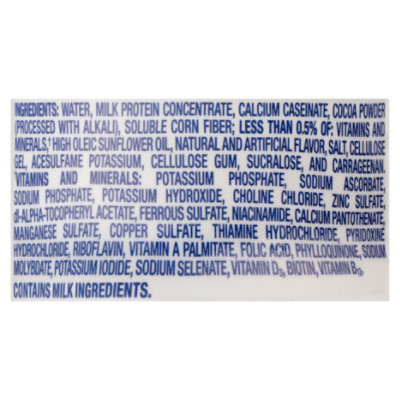 INGREDIENTS: WATER, MILK PROTEIN CONCENTRATE, CALCIUM CASEINATE, COCOA POWDER
(PROCESSED WITH ALKALI), SOLUBLE CORN FIBER; LESS THAN 0.5% OF: VITAMINS AND
MINERALS,† HIGH OLEIC SUNFLOWER OIL, NATURAL AND ARTIFICIAL FLAVOR, SALT, CELLULOSE
GEL, ACESULFAME POTASSIUM, CELLULOSE GUM, SUCRALOSE, AND CARRAGEENAN.
†VITAMINS AND MINERALS: POTASSIUM PHOSPHATE, SODIUM ASCORBATE,
SODIUM PHOSPHATE, POTASSIUM HYDROXIDE, CHOLINE CHLORIDE, ZINC SULFATE,
dl-ALPHA-TOCOPHERYL ACETATE, FERROUS SULFATE, NIACINAMIDE, CALCIUM PANTOTHENATE,
MANGANESE SULFATE, COPPER SULFATE, THIAMINE HYDROCHLORIDE, PYRIDOXINE
HYDROCHLORIDE, RIBOFLAVIN, VITAMIN A PALMITATE, FOLIC ACID, PHYLLOQUINONE, SODIUM
MOLYBDATE, POTASSIUM IODIDE, SODIUM SELENATE, VITAMIN D₃, BIOTIN, VITAMIN B₁₂.
CONTAINS MILK INGREDIENTS.